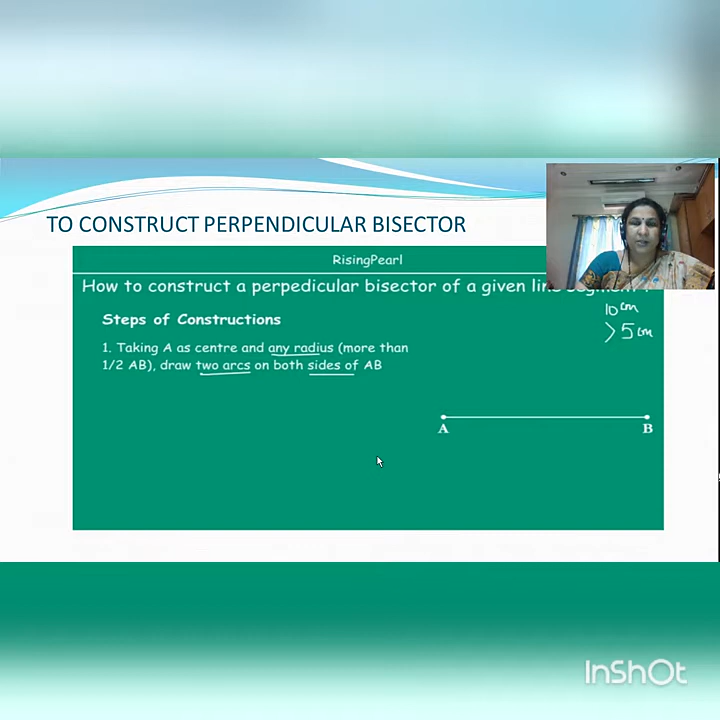 TO CONSTRUCT PERPENDICULAR BISECTOR
RisingPearl
How to construct a perpedicular bisector of a given line
Steps of Constructions
10 cm
> 5 cm
1. Taking A as centre and any radius (more than
1/2 AB), draw two arcs on both sides of AB
A B
InShOt